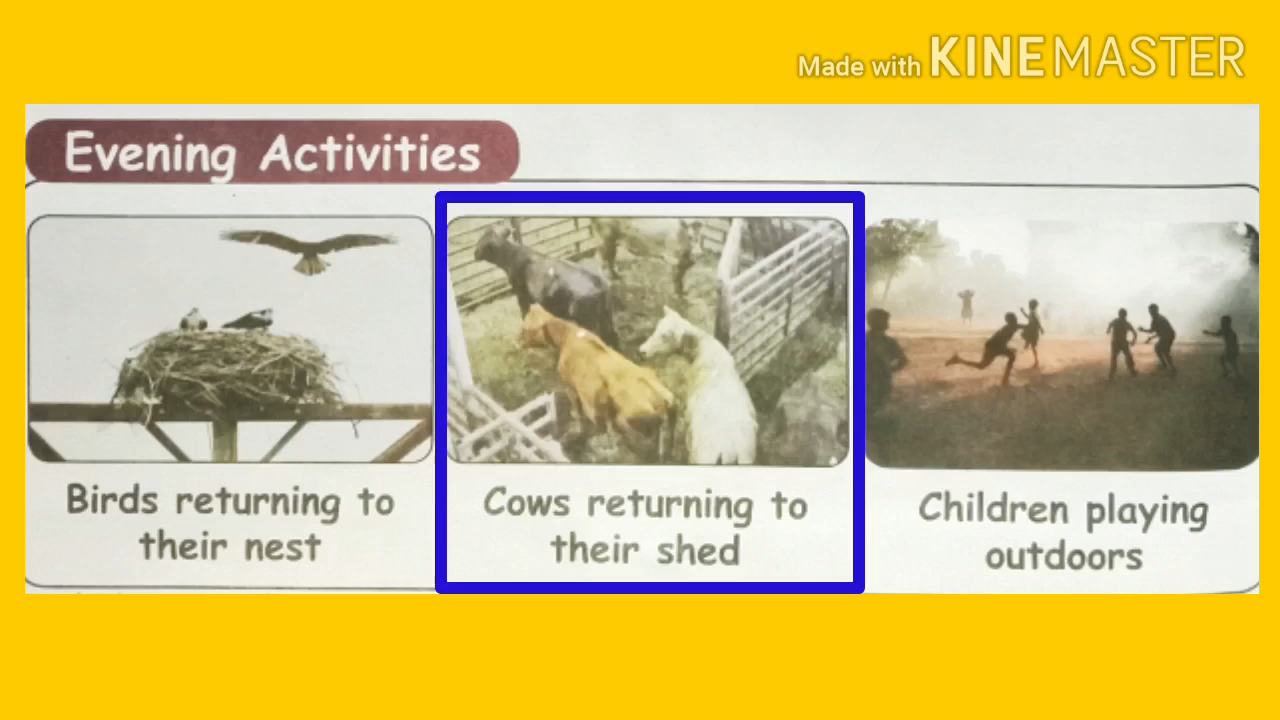 Made with KINEMASTER
Evening Activities
Birds returning to
their nest
Cows returning to
their shed
Children playing
outdoors